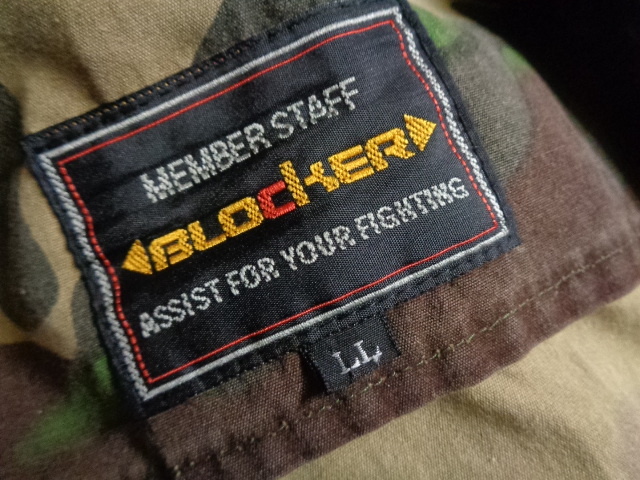 MEMBER STAFF
BLOCKER
ASSIST FOR YOUR FIGHTING
LL